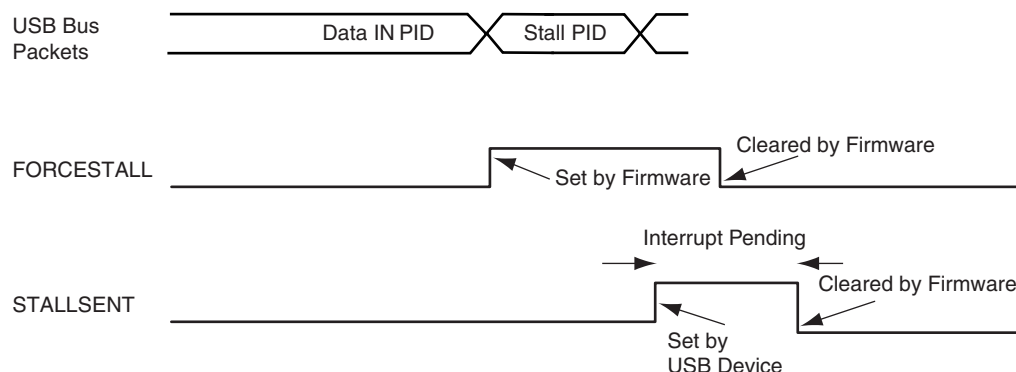 USB Bus
Packets
Data IN PID
Stall PID
FORCESTALL
Set by Firmware
Cleared by Firmware
Interrupt Pending
STALLSENT
Cleared by Firmware
Set by
USB Device